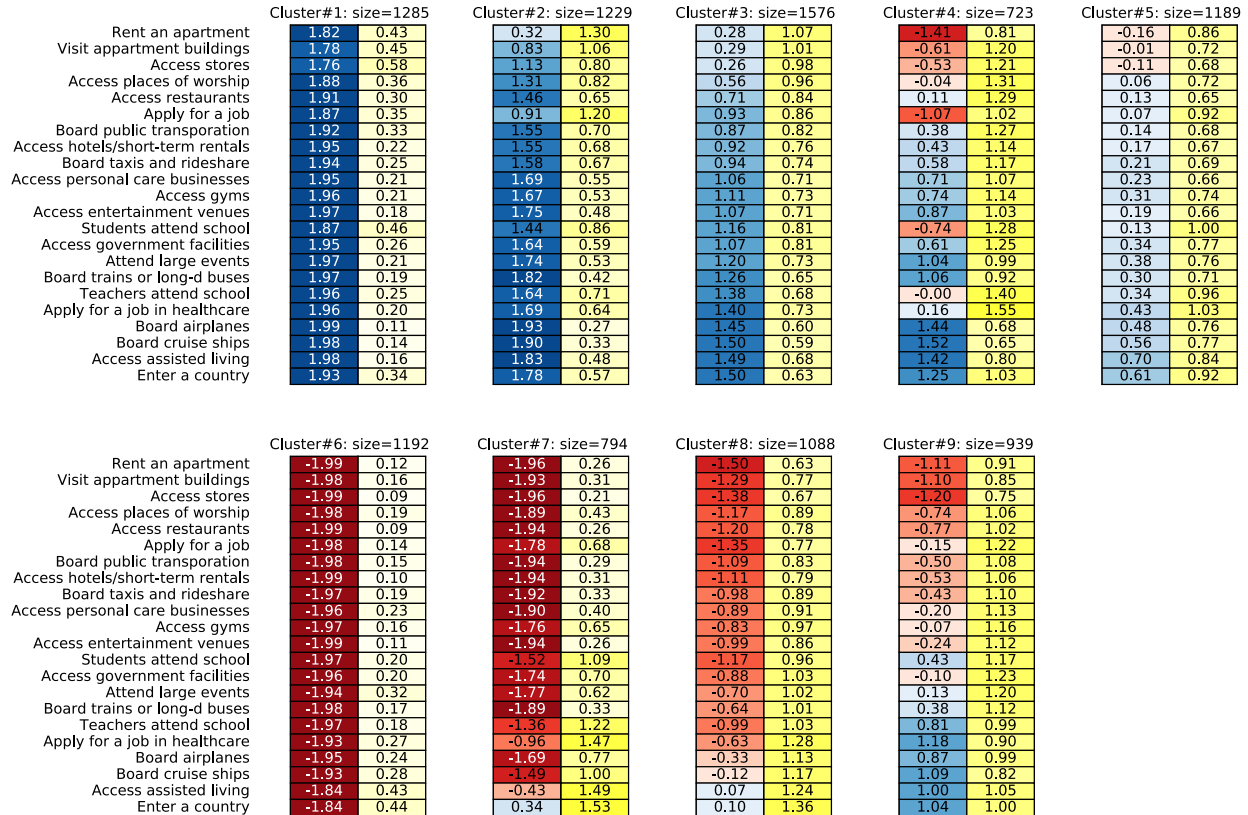 Cluster#1: size=1285 Cluster#2: size=1229 Cluster#3: size=1576 Cluster#4: size=723 Cluster#5: size=1189
Rent an apartment 1.82 0.43 0.32 1.30 0.28 1.07 -1.41 0.81 -0.16 0.86
Visit appartment buildings 1.78 0.45 0.83 1.06 0.29 1.01 -0.61 1.20 -0.01 0.72
Access stores 1.76 0.58 1.13 0.80 0.26 0.98 -0.53 1.21 -0.11 0.68
Access places of worship 1.88 0.36 1.31 0.82 0.56 0.96 -0.04 1.31 0.06 0.72
Access restaurants 1.91 0.30 1.46 0.65 0.71 0.84 0.11 1.29 0.13 0.65
Apply for a job 1.87 0.35 0.91 1.20 0.93 0.86 -1.07 1.02 0.07 0.92
Board public transporation 1.92 0.33 1.55 0.70 0.87 0.82 0.38 1.27 0.14 0.68
Access hotels/short-term rentals 1.95 0.22 1.55 0.68 0.92 0.76 0.43 1.14 0.17 0.67
Board taxis and rideshare 1.94 0.25 1.58 0.67 0.94 0.74 0.58 1.17 0.21 0.69
Access personal care businesses 1.95 0.21 1.69 0.55 1.06 0.71 0.71 1.07 0.23 0.66
Access gyms 1.96 0.21 1.67 0.53 1.11 0.73 0.74 1.14 0.31 0.74
Access entertainment venues 1.97 0.18 1.75 0.48 1.07 0.71 0.87 1.03 0.19 0.66
Students attend school 1.87 0.46 1.44 0.86 1.16 0.81 -0.74 1.28 0.13 1.00
Access government facilities 1.95 0.26 1.64 0.59 1.07 0.81 0.61 1.25 0.34 0.77
Attend large events 1.97 0.21 1.74 0.53 1.20 0.73 1.04 0.99 0.38 0.76
Board trains or long-d buses 1.97 0.19 1.82 0.42 1.26 0.65 1.06 0.92 0.30 0.71
Teachers attend school 1.96 0.25 1.64 0.71 1.38 0.68 -0.00 1.40 0.34 0.96
Apply for a job in healthcare 1.96 0.20 1.69 0.64 1.40 0.73 0.16 1.55 0.43 1.03
Board airplanes 1.99 0.11 1.93 0.27 1.45 0.60 1.44 0.68 0.48 0.76
Board cruise ships 1.98 0.14 1.90 0.33 1.50 0.59 1.52 0.65 0.56 0.77
Access assisted living 1.98 0.16 1.83 0.48 1.49 0.68 1.42 0.80 0.70 0.84
Enter a country 1.93 0.34 1.78 0.57 1.50 0.63 1.25 1.03 0.61 0.92
Cluster#6: size=1192 Cluster#7: size=794 Cluster#8: size=1088 Cluster#9: size=939
Rent an apartment -1.99 0.12 -1.96 0.26 -1.50 0.63 -1.11 0.91
Visit appartment buildings -1.98 0.16 -1.93 0.31 -1.29 0.77 -1.10 0.85
Access stores -1.99 0.09 -1.96 0.21 -1.38 0.67 -1.20 0.75
Access places of worship -1.98 0.19 -1.89 0.43 -1.17 0.89 -0.74 1.06
Access restaurants -1.99 0.09 -1.94 0.26 -1.20 0.78 -0.77 1.02
Apply for a job -1.98 0.14 -1.78 0.68 -1.35 0.77 -0.15 1.22
Board public transporation -1.98 0.15 -1.94 0.29 -1.09 0.83 -0.50 1.08
Access hotels/short-term rentals -1.99 0.10 -1.94 0.31 -1.11 0.79 -0.53 1.06
Board taxis and rideshare -1.97 0.19 -1.92 0.33 -0.98 0.89 -0.43 1.10
Access personal care businesses -1.96 0.23 -1.90 0.40 -0.89 0.91 -0.20 1.13
Access gyms -1.97 0.16 -1.76 0.65 -0.83 0.97 -0.07 1.16
Access entertainment venues -1.99 0.11 -1.94 0.26 -0.99 0.86 -0.24 1.12
Students attend school -1.97 0.20 -1.52 1.09 -1.17 0.96 0.43 1.17
Access government facilities -1.96 0.20 -1.74 0.70 -0.88 1.03 -0.10 1.23
Attend large events -1.94 0.32 -1.77 0.62 -0.70 1.02 0.13 1.20
Board trains or long-d buses -1.98 0.17 -1.89 0.33 -0.64 1.01 0.38 1.12
Teachers attend school -1.97 0.18 -1.36 1.22 -0.99 1.03 0.81 0.99
Apply for a job in healthcare -1.93 0.27 -0.96 1.47 -0.63 1.28 1.18 0.90
Board airplanes -1.95 0.24 -1.69 0.77 -0.33 1.13 0.87 0.99
Board cruise ships -1.93 0.28 -1.49 1.00 -0.12 1.17 1.09 0.82
Access assisted living -1.84 0.43 -0.43 1.49 0.07 1.24 1.00 1.05
Enter a country -1.84 0.44 0.34 1.53 0.10 1.36 1.04 1.00